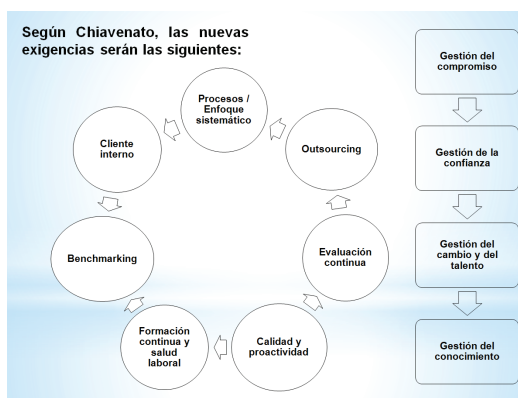 Según Chiavenato, las nuevas
exigencias serán las siguientes:
Procesos /
Enfoque
sistemático
Cliente
interno
Outsourcing
Benchmarking
Evaluación
continua
Formación
continua y
salud
laboral
Calidad y
proactividad
Gestión del
compromiso
Gestión de la
confianza
Gestión del
cambio y del
talento
Gestión del
conocimiento